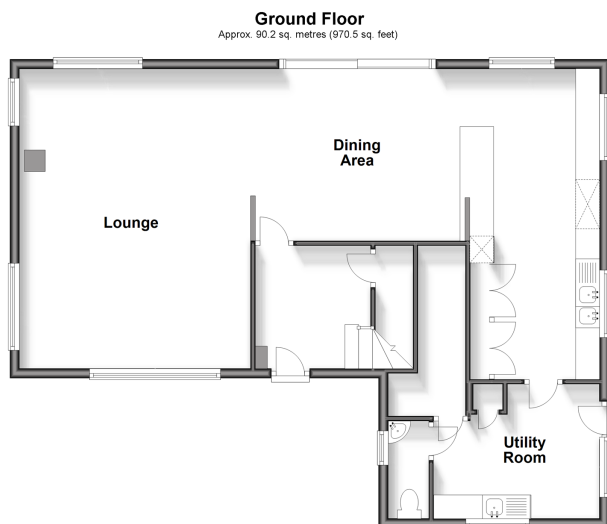 Ground Floor
Approx. 90.2 sq. metres (970.5 sq. feet)
Dining
Area
Lounge
Utility
Room